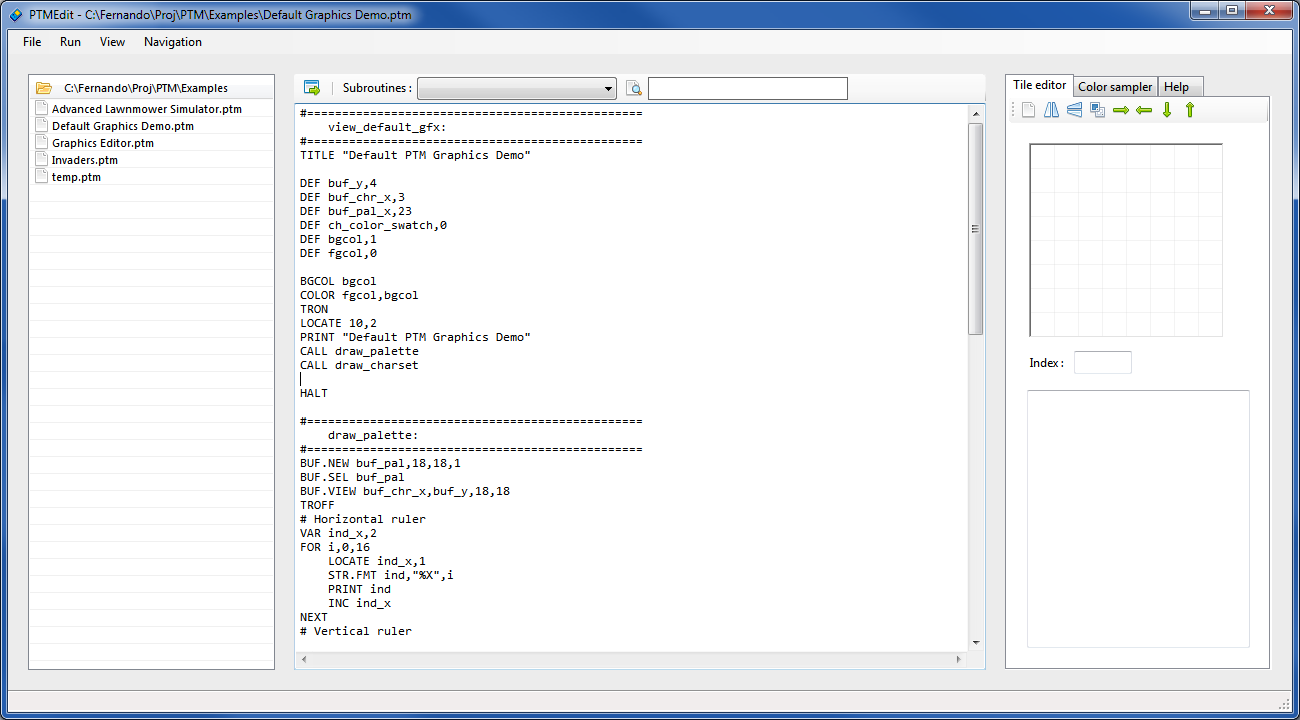 PTMEdit - C:\Fernando\Proj\PTM\Examples\Default Graphics Demo.ptm
File Run View Navigation
C:\Fernando\Proj\PTM\Examples
Advanced Lawnmower Simulator.ptm
Default Graphics Demo.ptm
Graphics Editor.ptm
Invaders.ptm
temp.ptm
Subroutines :
#================================================
    view_default_gfx:
#================================================
TITLE "Default PTM Graphics Demo"
DEF buf_y,4
DEF buf_chr_x,3
DEF buf_pal_x,23
DEF ch_color_swatch,0
DEF bgcol,1
DEF fgcol,0
BGCOL bgcol
COLOR fgcol,bgcol
TRON
LOCATE 10,2
PRINT "Default PTM Graphics Demo"
CALL draw_palette
CALL draw_charset
HALT
#================================================
    draw_palette:
#================================================
BUF.NEW buf_pal,18,18,1
BUF.SEL buf_pal
BUF.VIEW buf_chr_x,buf_y,18,18
TROFF
# Horizontal ruler
VAR ind_x,2
FOR i,0,16
    LOCATE ind_x,1
    STR.FMT ind,"%X",i
    PRINT ind
    INC ind_x
NEXT
# Vertical ruler
Tile editor Color sampler Help
Index :